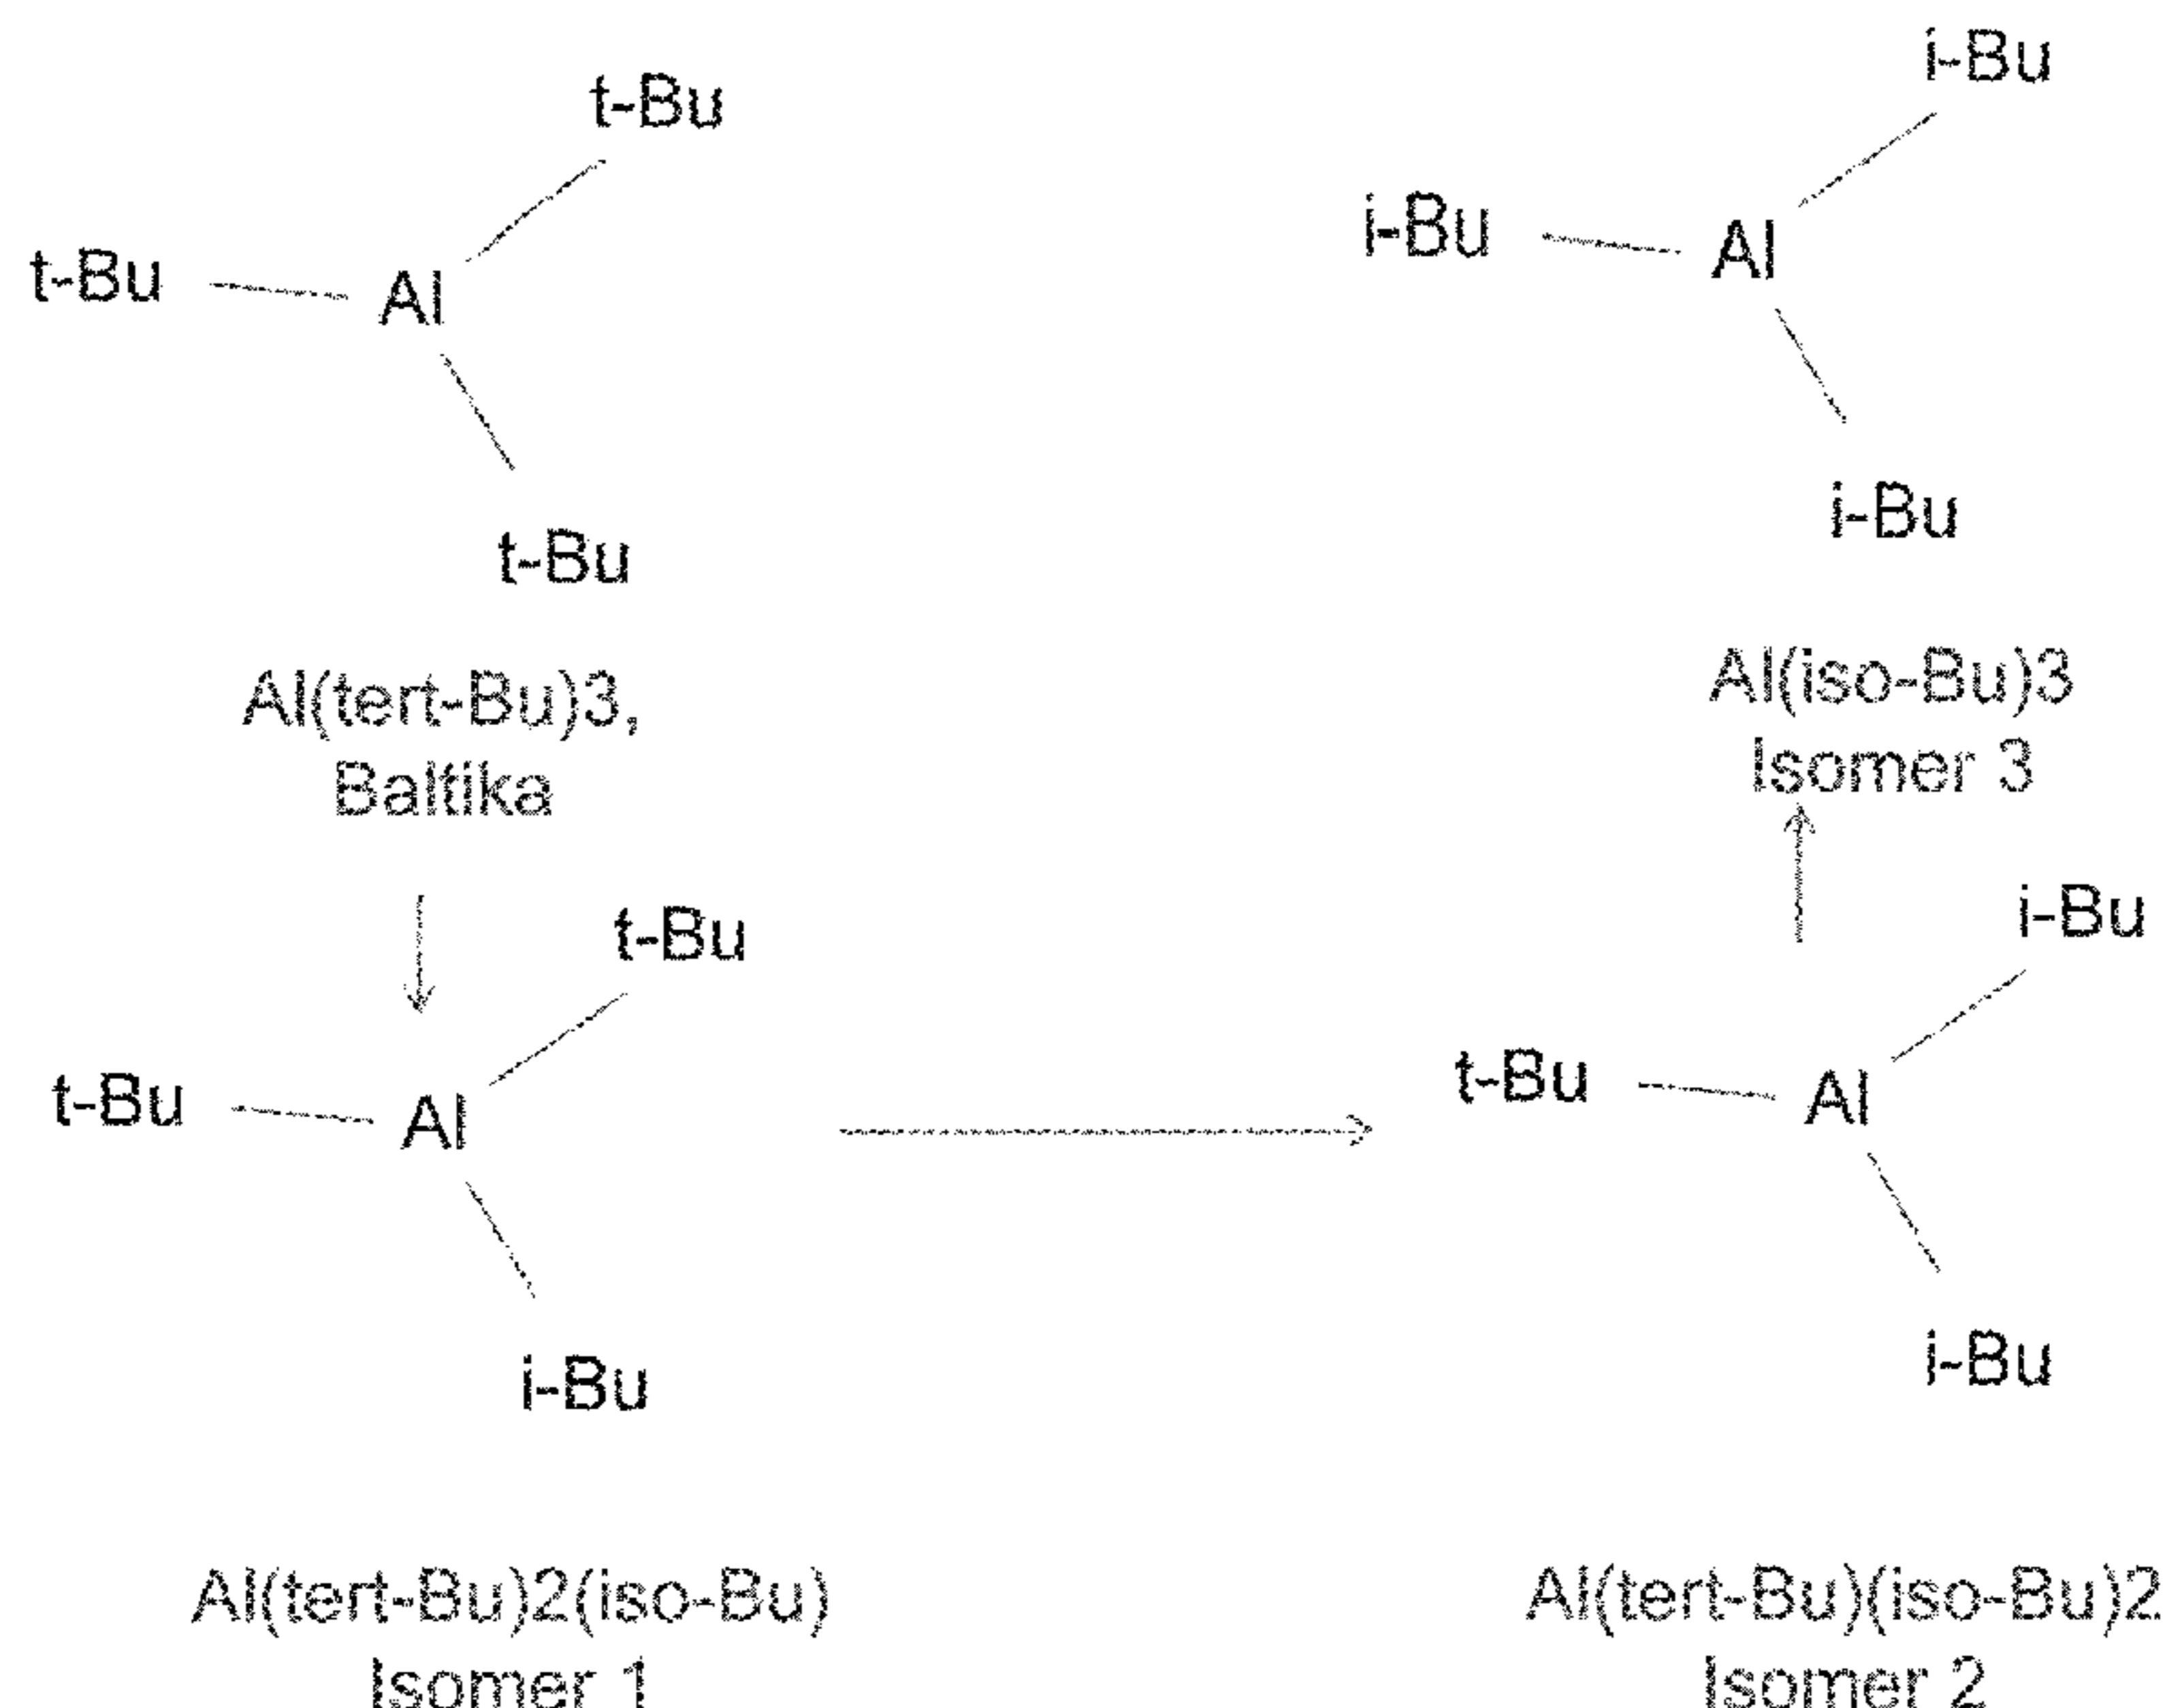 t-Bu
t-Bu
Al
t-Bu
Al(tert-Bu)3,
Baltika
i-Bu
i-Bu
Al
i-Bu
Al(iso-Bu)3
Isomer 3
t-Bu
t-Bu
Al
i-Bu
Al(tert-Bu)2(iso-Bu)
Isomer 1
i-Bu
t-Bu
Al
i-Bu
Al(tert-Bu)(iso-Bu)2
Isomer 2